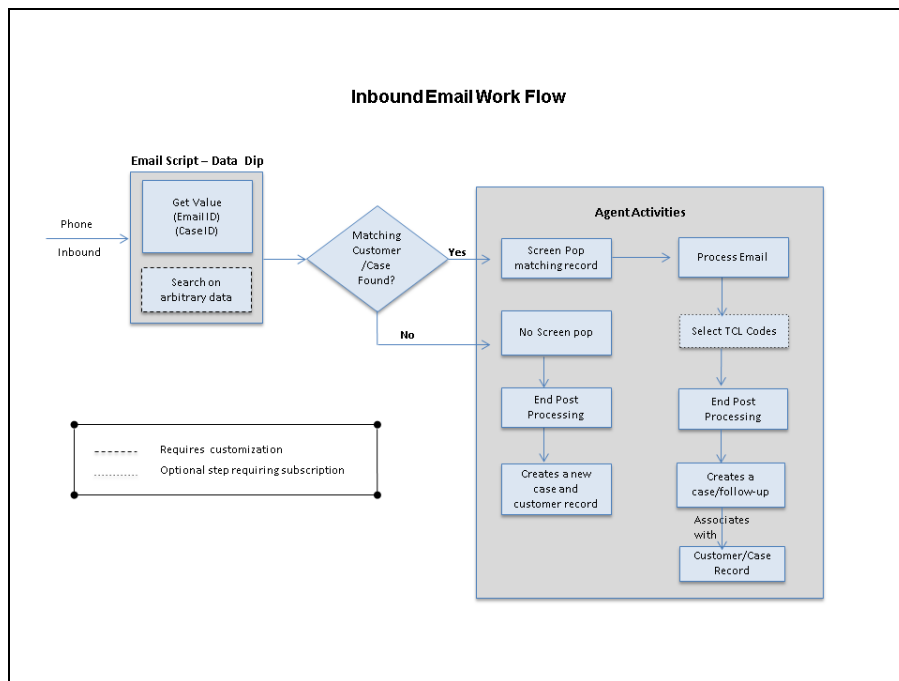 Inbound Email Work Flow
Email Script – Data Dip
Get Value
(Email ID)
(Case ID)
Search on
arbitrary data
Phone
Inbound
Matching
Customer
/Case
Found?
Yes
No
Agent Activities
Screen Pop
matching record
Process Email
Select TCL Codes
No Screen pop
End Post
Processing
Creates a new
case and
customer record
End Post
Processing
Creates a
case/follow-up
Associates
with
Customer/Case
Record
Requires customization
Optional step requiring subscription